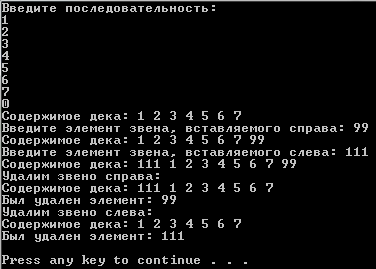 Введите последовательность:
1
2
3
4
5
6
7
0
Содержимое дека: 1 2 3 4 5 6 7
Введите элемент звена, вставляемого справа: 99
Содержимое дека: 1 2 3 4 5 6 7 99
Введите элемент звена, вставляемого слева: 111
Содержимое дека: 111 1 2 3 4 5 6 7 99
Удалим звено справа:
Содержимое дека: 111 1 2 3 4 5 6 7
Был удален элемент: 99
Удалим звено слева:
Содержимое дека: 1 2 3 4 5 6 7
Был удален элемент: 111
Press any key to continue . . .